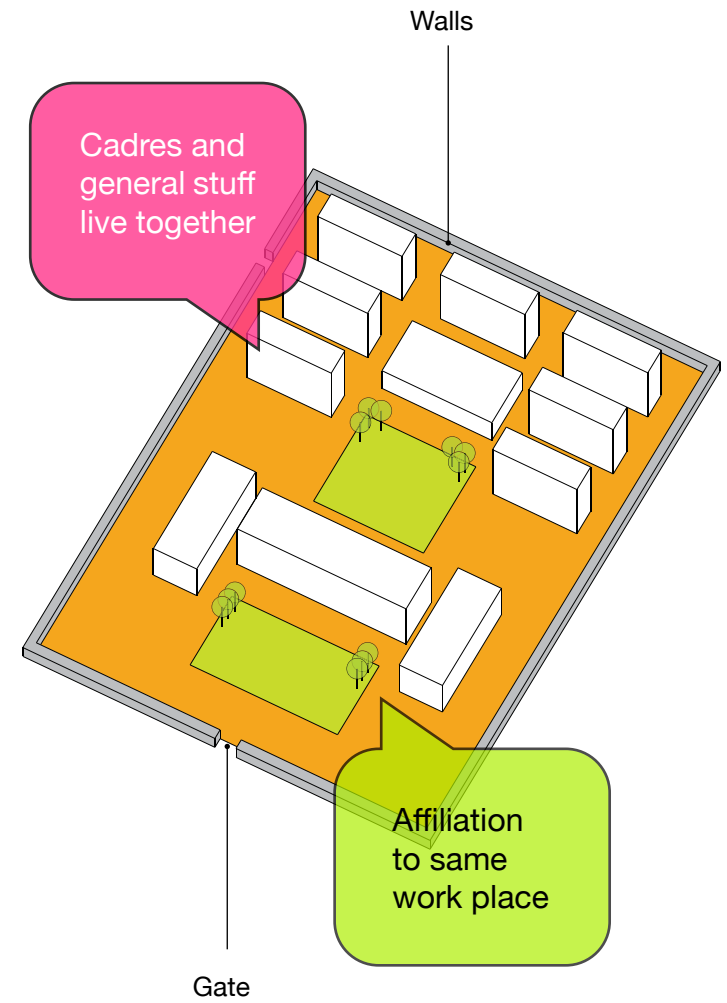 Walls
Cadres and
general stuff
live together
Affiliation
to same
work place
Gate